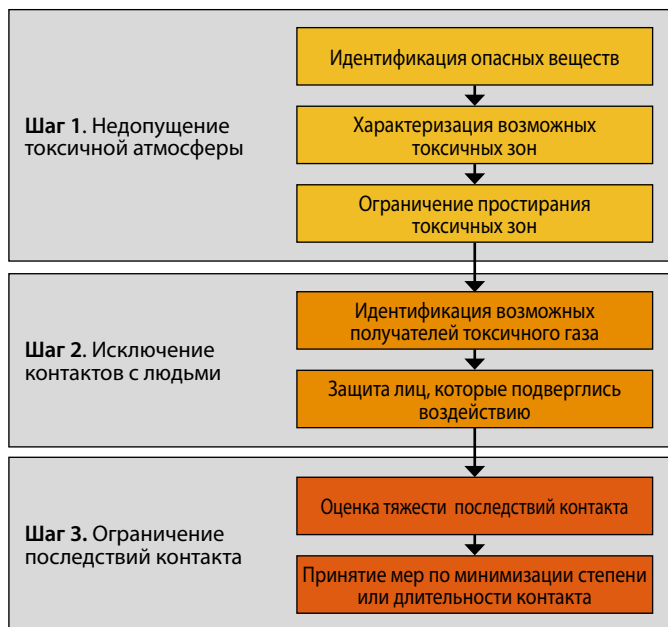 Идентификация опасных веществ
Шаг 1. Недопущение
токсичной атмосферы
Характеризация возможных
токсичных зон
Ограничение простирания
токсичных зон
Идентификация возможных
получателей токсичного газа
Шаг 2. Исключение
контактов с людьми
Защита лиц, которые подверглись
воздействию
Оценка тяжести последствий контакта
Шаг 3. Ограничение
последствий контакта
Принятие мер по минимизации степени
или длительности контакта